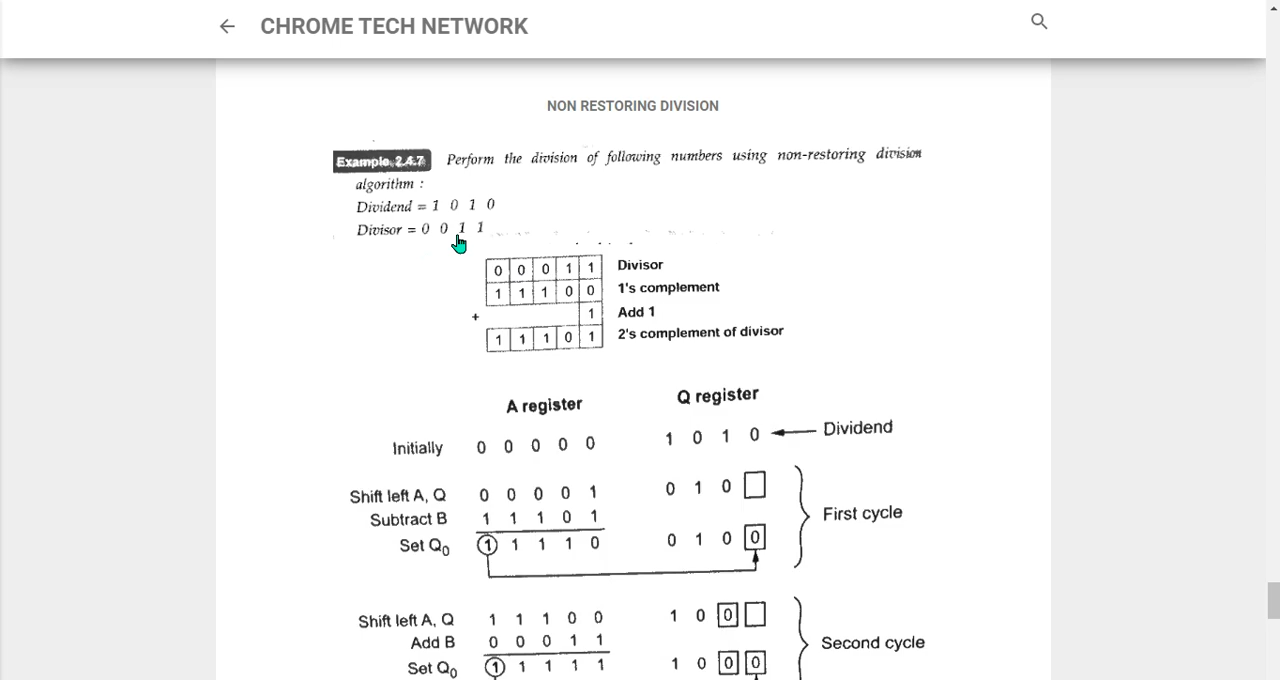 CHROME TECH NETWORK
NON RESTORING DIVISION
Example 2.4.7 Perform the division of following numbers using non-restoring division
algorithm :
Dividend = 1 0 1 0
Divisor = 0 0 1 1
0 0 0 1 1 Divisor
1 1 1 0 0 1's complement
+ 1 Add 1
1 1 1 0 1 2's complement of divisor
A register Q register
Initially 0 0 0 0 0 1 0 1 0 Dividend
Shift left A, Q 0 0 0 0 1 0 1 0
Subtract B 1 1 1 0 1 First cycle
Set Q0 1 1 1 1 0 0 1 0 0
Shift left A, Q 1 1 1 0 0 1 0 0
Add B 0 0 0 1 1 Second cycle
Set Q0 1 1 1 1 1 1 0 0 0